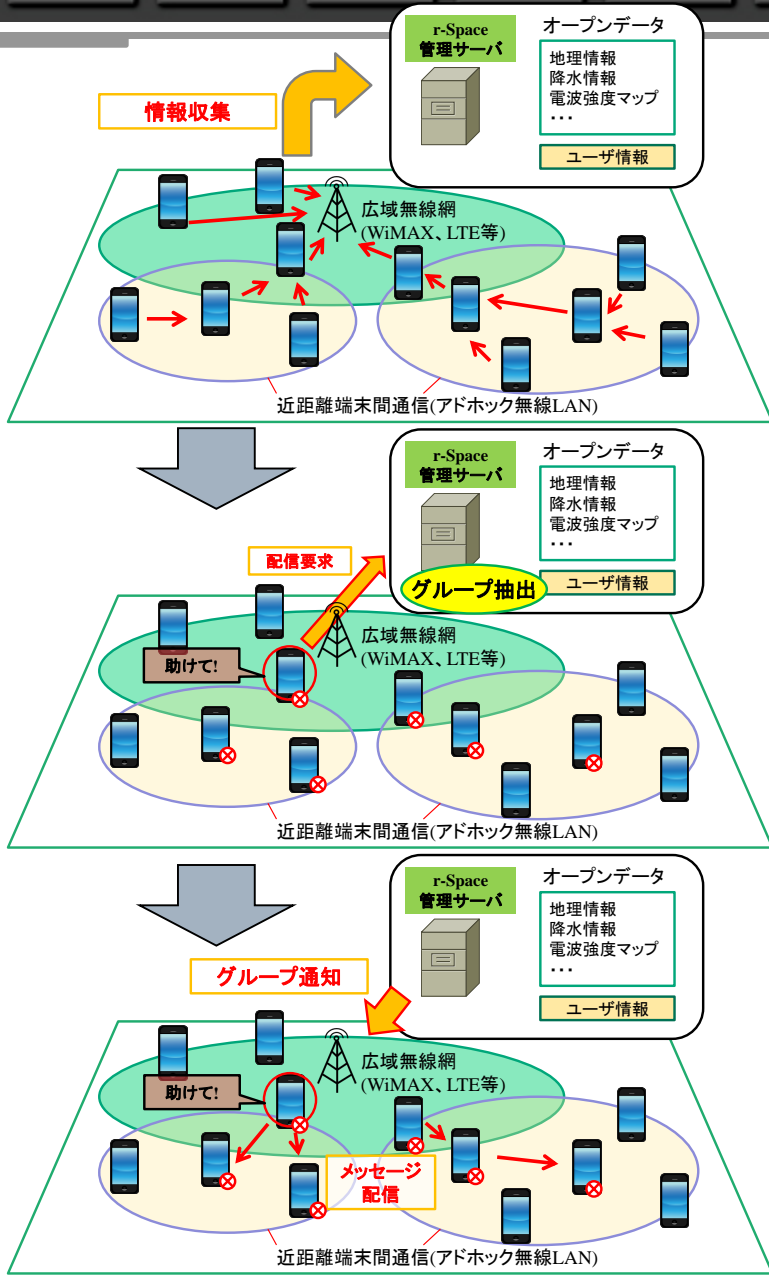 r-Space
管理サーバ
オープンデータ
地理情報
降水情報
電波強度マップ
・・・
ユーザ情報
情報収集
広域無線網
(WiMAX、LTE等)
近距離端末間通信(アドホック無線LAN)
r-Space
管理サーバ
オープンデータ
地理情報
降水情報
電波強度マップ
・・・
ユーザ情報
グループ抽出
配信要求
広域無線網
(WiMAX、LTE等)
助けて!
近距離端末間通信(アドホック無線LAN)
r-Space
管理サーバ
オープンデータ
地理情報
降水情報
電波強度マップ
・・・
ユーザ情報
グループ通知
広域無線網
(WiMAX、LTE等)
助けて!
メッセージ
配信
近距離端末間通信(アドホック無線LAN)